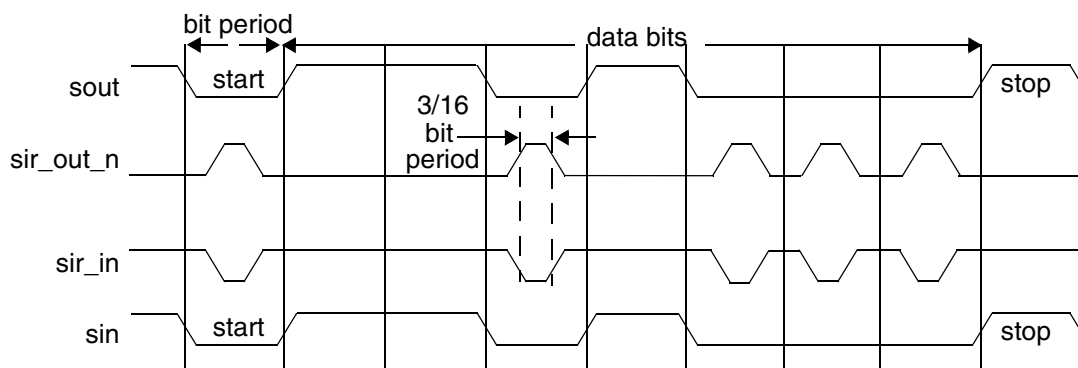 bit period
data bits
sout
start
stop
3/16
bit
period
sir_out_n
sir_in
sin
start
stop